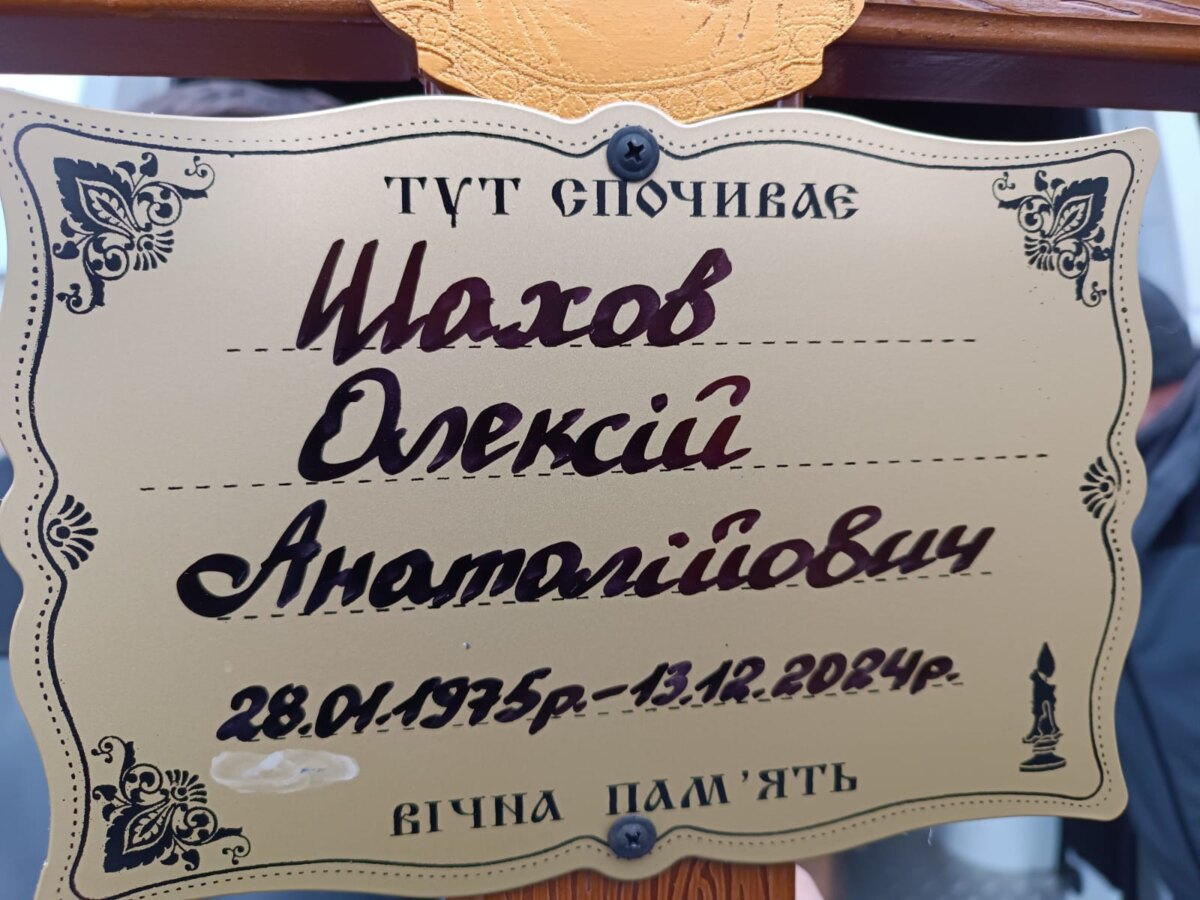 ТУТ СПОЧИВАЄ
Шахов
Олексій
Анатолійович
28.01.1975р.-13.12.2024р.
ВІЧНА ПАМ'ЯТЬ